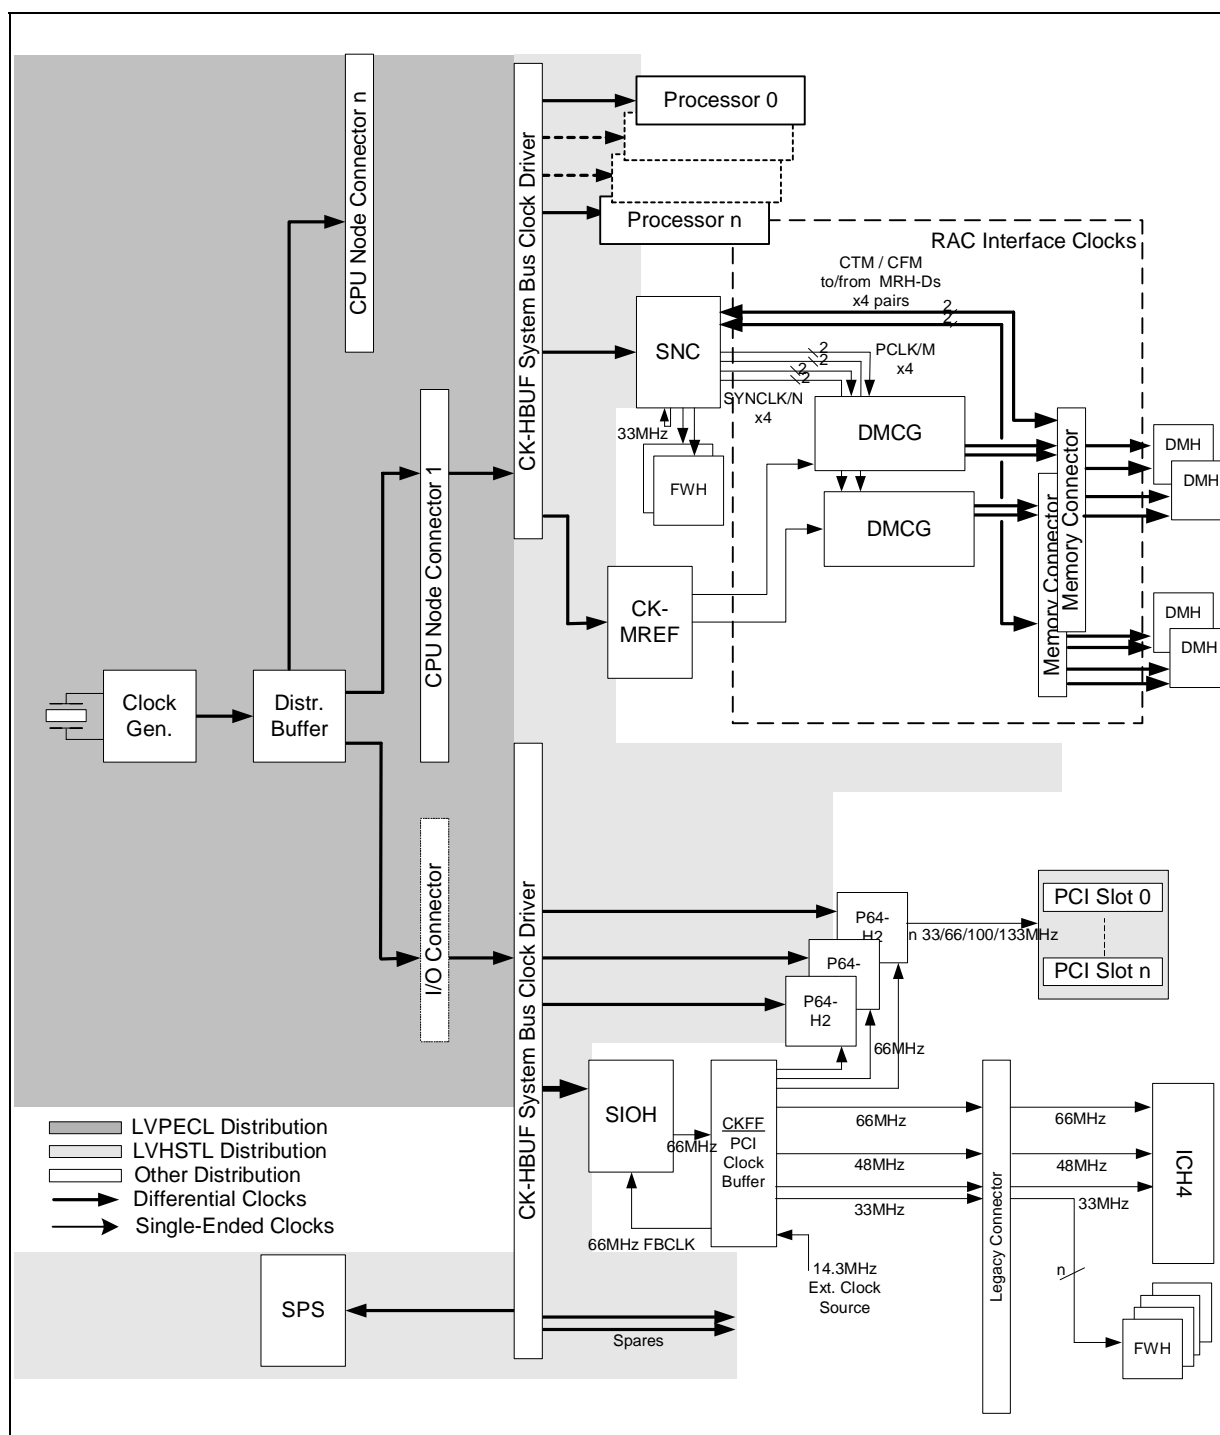 CPU Node Connector n
CK-HBUF System Bus Clock Driver
Processor 0
Processor n
RAC Interface Clocks
CTM / CFM
to/from MRH-Ds
x4 pairs
2
2
SNC
2
2
2
2
PCLK/M
x4
SYNCLK/N
x4
33MHz
FWH
DMCG
DMCG
Memory Connector
Memory Connector
DMH
DMH
DMH
DMH
CPU Node Connector 1
CK-
MREF
Clock
Gen.
Distr.
Buffer
I/O Connector
CK-HBUF System Bus Clock Driver
P64-
H2
P64-
P64-
H2
n 33/66/100/133MHz
PCI Slot 0
PCI Slot n
66MHz
SIOH
66MHz
CKFF
PCI
Clock
Buffer
66MHz
48MHz
33MHz
66MHz
48MHz
33MHz
ICH4
Legacy Connector
66MHz FBCLK
14.3MHz
Ext. Clock
Source
n
FWH
LVPECL Distribution
LVHSTL Distribution
Other Distribution
Differential Clocks
Single-Ended Clocks
SPS
Spares